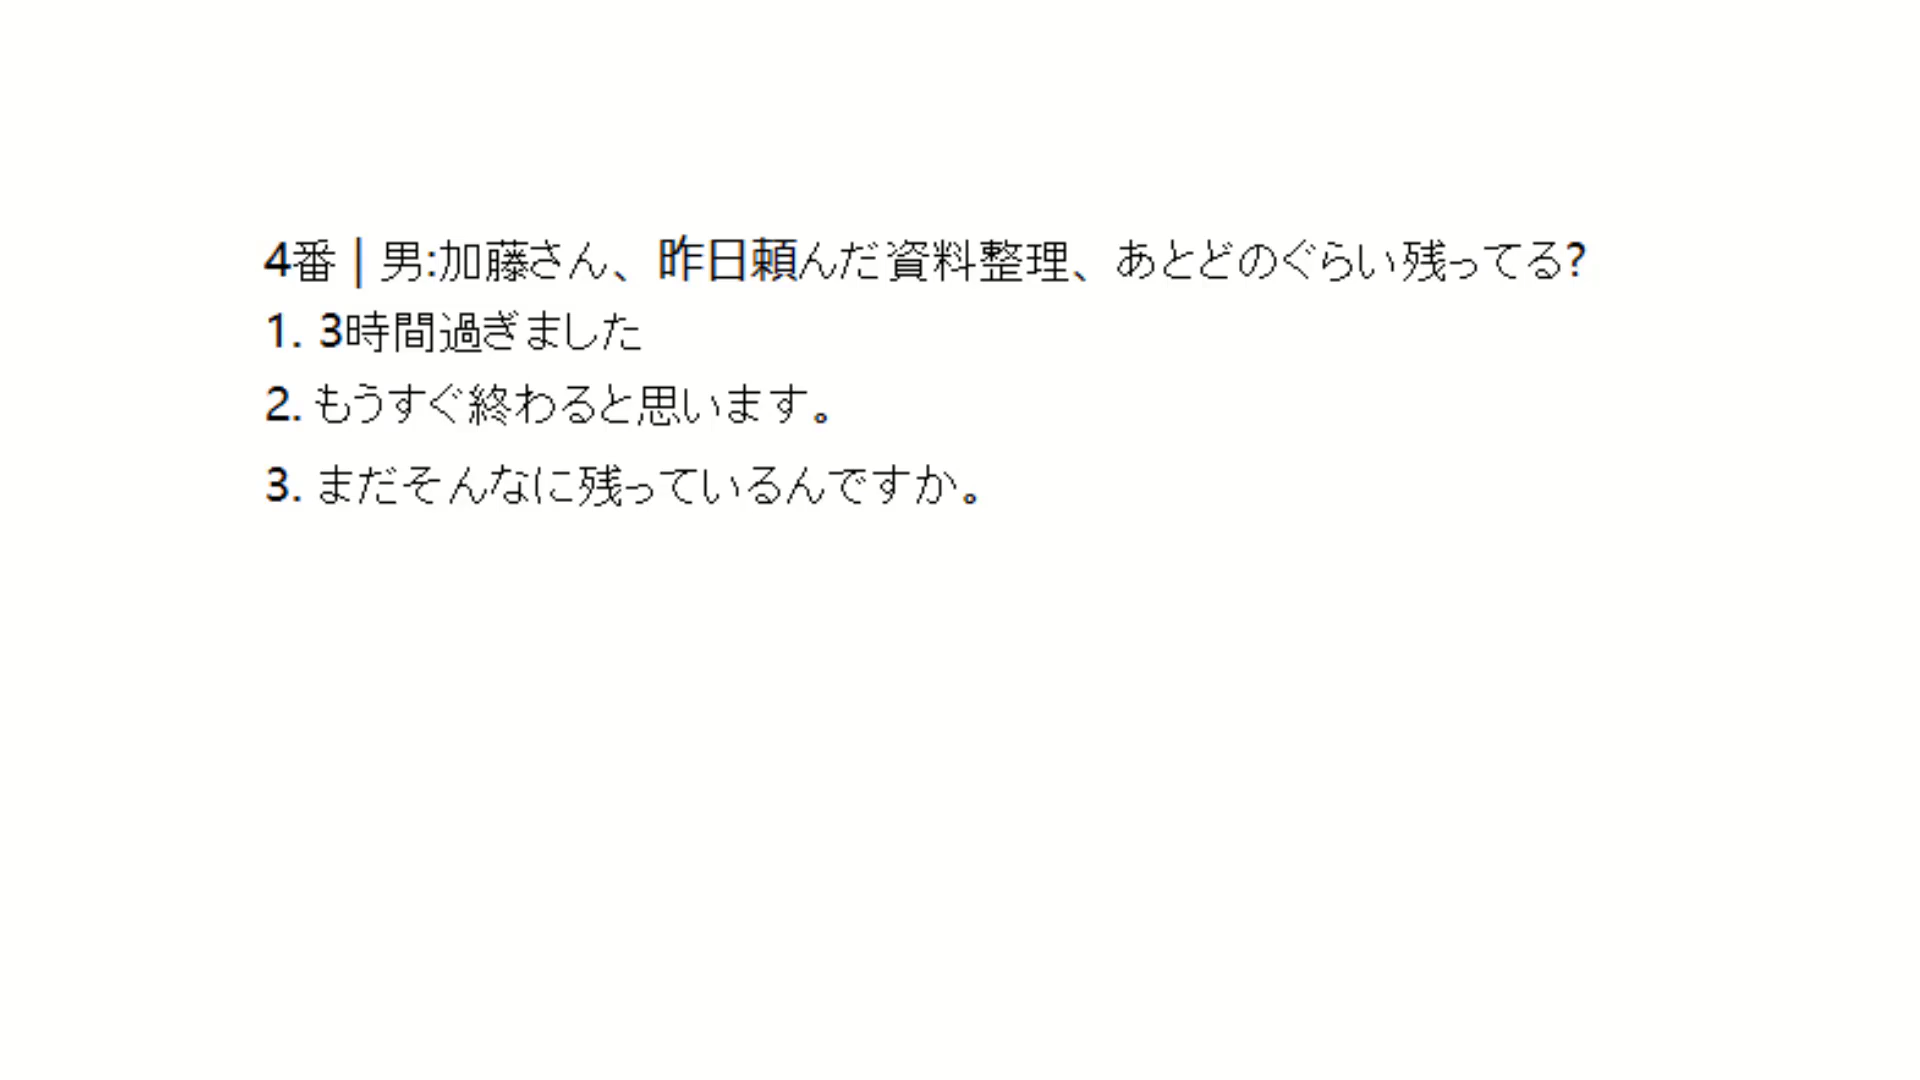 4番 | 男:加藤さん、昨日頼んだ資料整理、あとどのぐらい残ってる?
1. 3時間過ぎました
2. もうすぐ終わると思います。
3. まだそんなに残っているんですか。